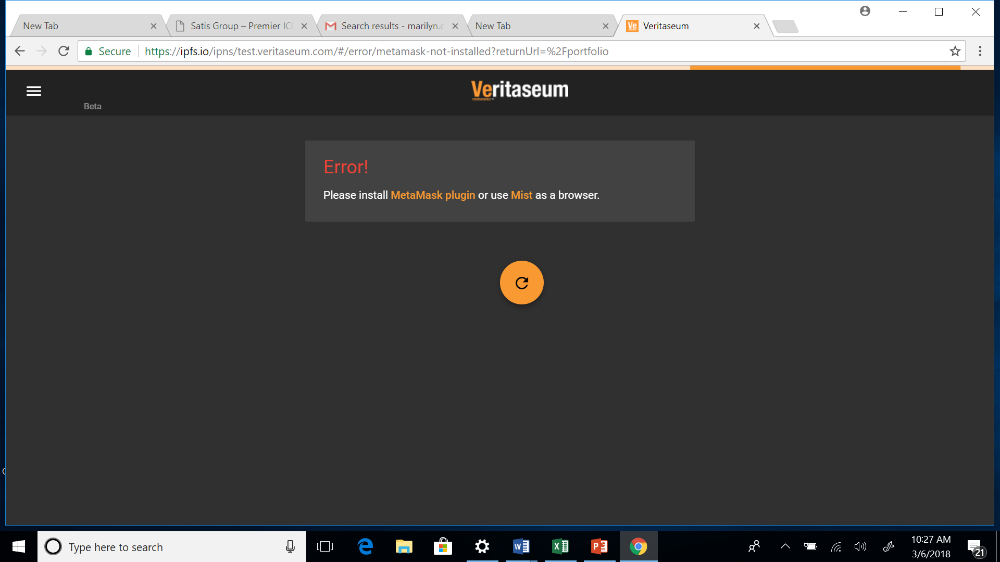 New Tab
Satis Group – Premier IC
Search results - marilyn.c
New Tab
Ve Veritaseum
Secure https://ipfs.io/ipns/test.veritaseum.com/#/error/metamask-not-installed?returnUrl=%2Fportfolio
Veritaseum
Beta
Error!
Please install MetaMask plugin or use Mist as a browser.
Type here to search
10:27 AM
3/6/2018
21